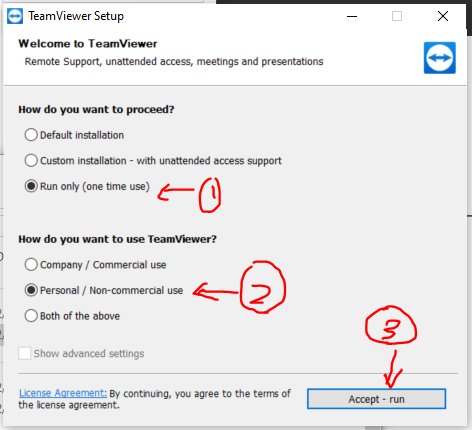 TeamViewer Setup
Welcome to TeamViewer
Remote Support, unattended access, meetings and presentations
How do you want to proceed?
Default installation
Custom installation - with unattended access support
Run only (one time use)
1
How do you want to use TeamViewer?
Company / Commercial use
Personal / Non-commercial use
2
Both of the above
3
Show advanced settings
License Agreement: By continuing, you agree to the terms of
the license agreement.
Accept - run